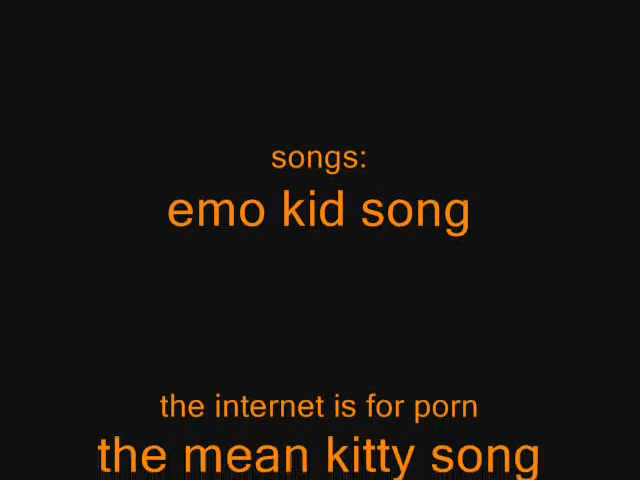 songs:
emo kid song
the internet is for porn
the mean kitty song